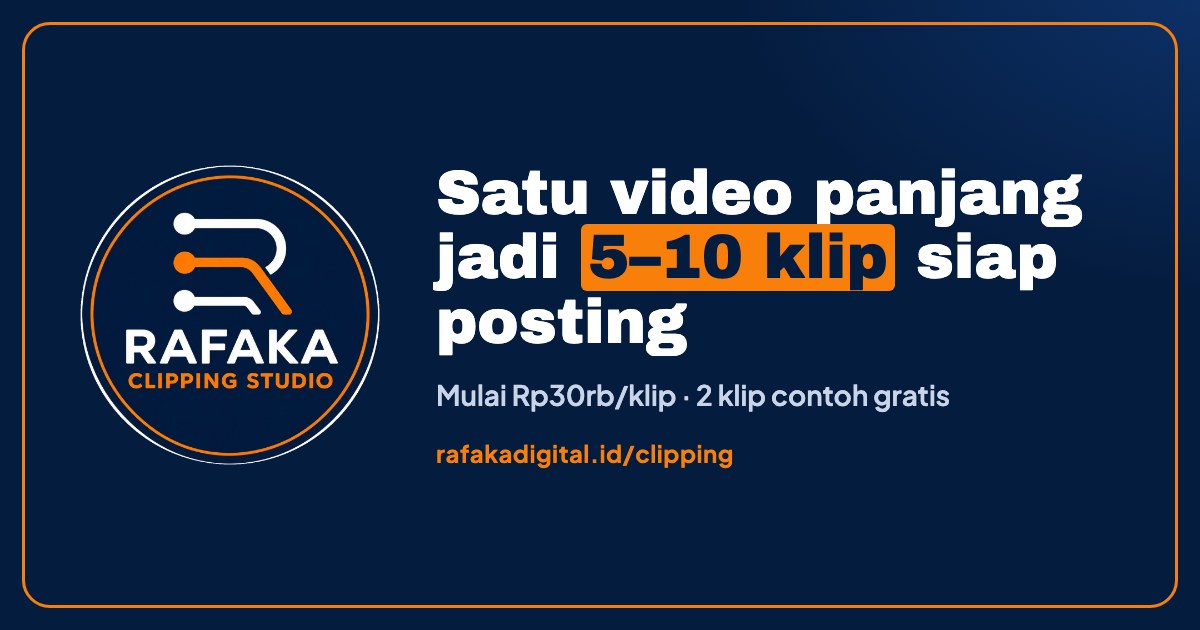 RAFAKA
CLIPPING STUDIO
Satu video panjang
jadi 5–10 klip siap
posting
Mulai Rp30rb/klip · 2 klip contoh gratis
rafakadigital.id/clipping